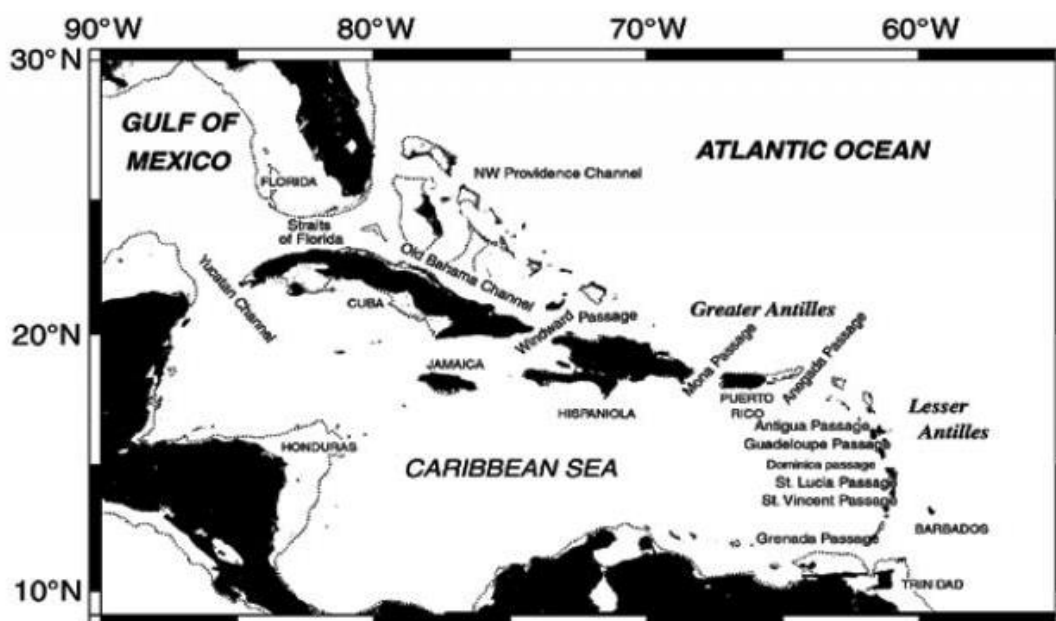 90°W 80°W 70°W 60°W
30°N
GULF OF
MEXICO
ATLANTIC OCEAN
NW Providence Channel
FLORIDA
Straits
of Florida
Old Bahama Channel
Yucatan Channel
CUBA
Windward Passage
Greater Antilles
20°N
Mona Passage
Anegada Passage
JAMAICA
HISPANIOLA
PUERTO
RICO
Lesser
Antilles
Antigua Passage
HONDURAS
Guadeloupe Passage
CARIBBEAN SEA
Dominica passage
St. Lucia Passage
St. Vincent Passage
BARBADOS
Grenada Passage
10°N
TRINIDAD